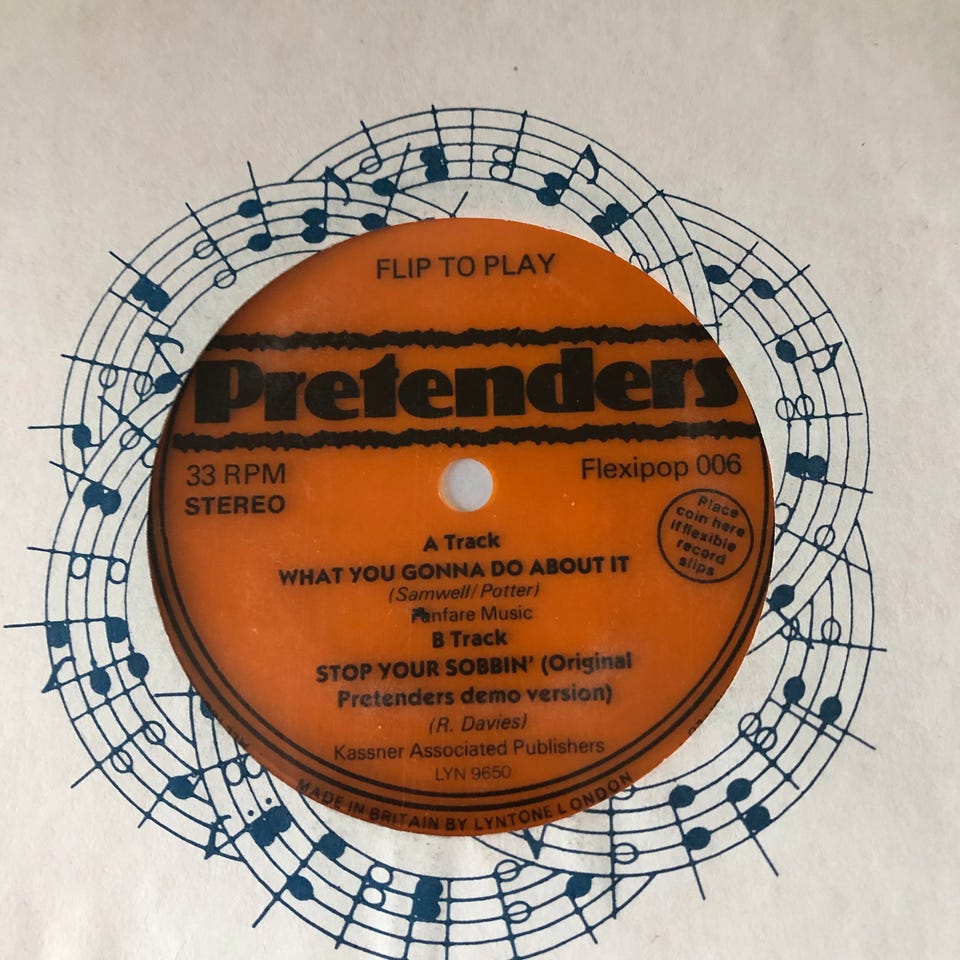 FLIP TO PLAY
Pretenders
33 RPM
STEREO
Flexipop 006
Place
coin here
if flexible
record
slips
A Track
WHAT YOU GONNA DO ABOUT IT
(Samwell/Potter)
Fanfare Music
B Track
STOP YOUR SOBBIN' (Original
Pretenders demo version)
(R. Davies)
Kassner Associated Publishers
LYN 9650
MADE IN BRITAIN BY LYNTONE LONDON